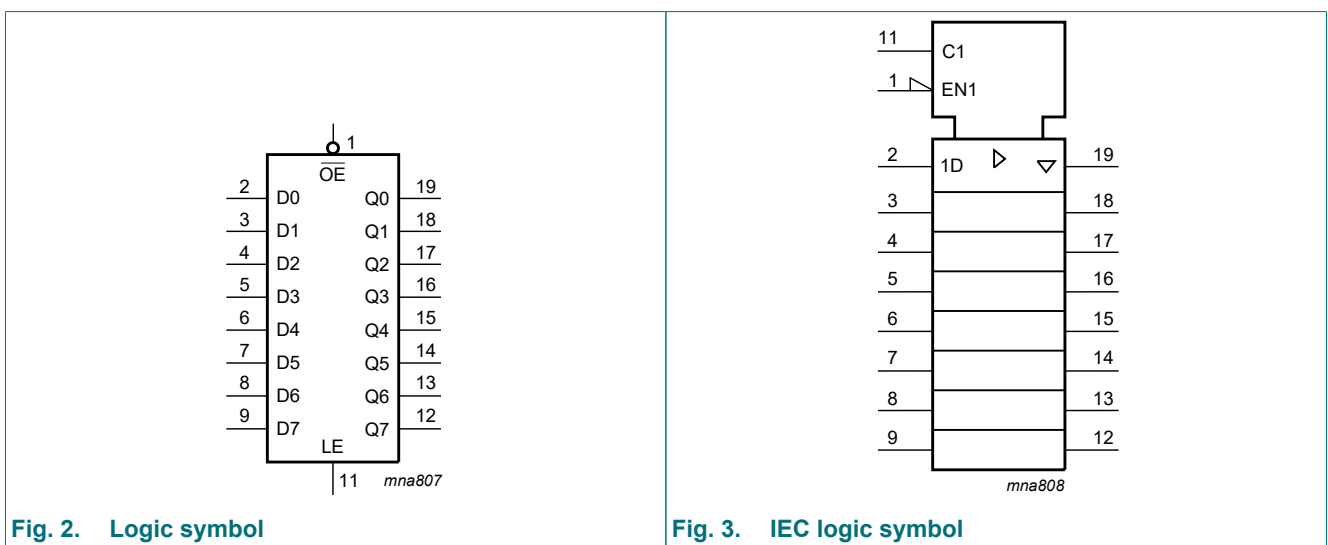 1
OE
2 D0 Q0 19
3 D1 Q1 18
4 D2 Q2 17
5 D3 Q3 16
6 D4 Q4 15
7 D5 Q5 14
8 D6 Q6 13
9 D7 Q7 12
LE
11 mna807
Fig. 2. Logic symbol
11 C1
1 EN1
2 1D 19
3 18
4 17
5 16
6 15
7 14
8 13
9 12
mna808
Fig. 3. IEC logic symbol